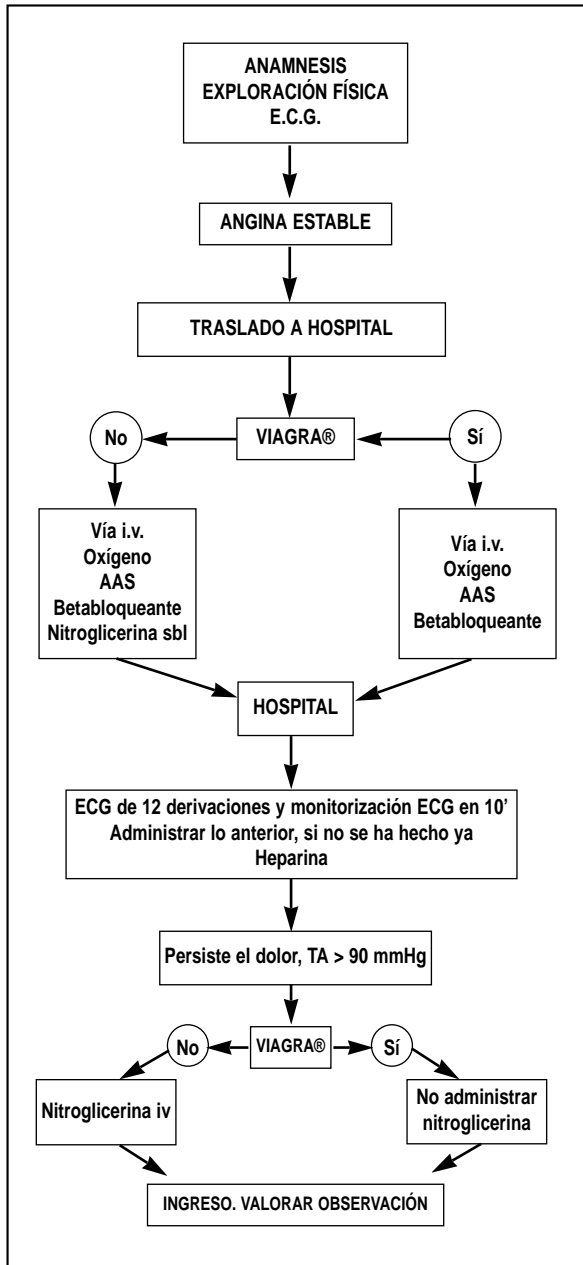 ANAMNESIS
EXPLORACIÓN FÍSICA
E.C.G.
ANGINA ESTABLE
TRASLADO A HOSPITAL
No
VIAGRA®
Sí
Vía i.v.
Oxígeno
AAS
Betabloqueante
Nitroglicerina sbl
Vía i.v.
Oxígeno
AAS
Betabloqueante
HOSPITAL
ECG de 12 derivaciones y monitorización ECG en 10’
Administrar lo anterior, si no se ha hecho ya
Heparina
Persiste el dolor, TA > 90 mmHg
No
VIAGRA®
Sí
Nitroglicerina iv
No administrar
nitroglicerina
INGRESO. VALORAR OBSERVACIÓN